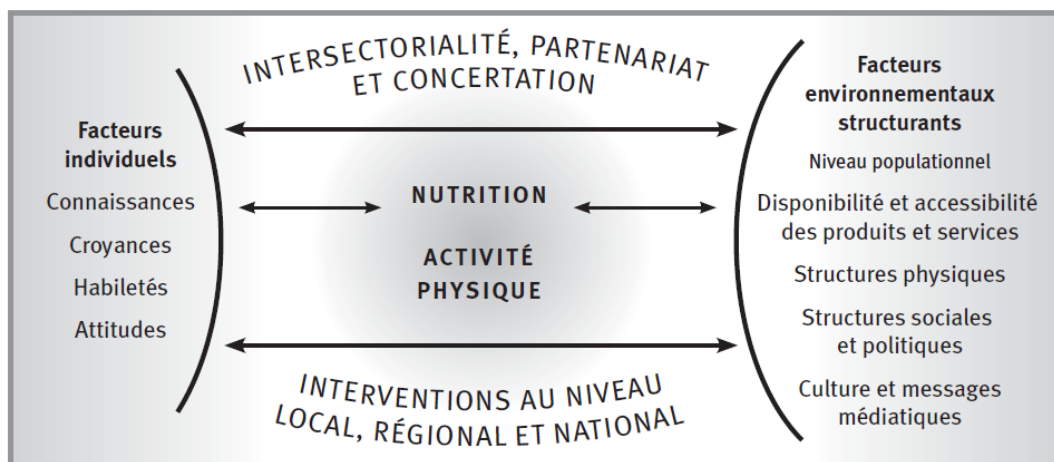 INTERSECTORIALITÉ, PARTENARIAT
ET CONCERTATION
Facteurs
individuels
Connaissances
Croyances
Habiletés
Attitudes
NUTRITION
ACTIVITÉ
PHYSIQUE
INTERVENTIONS AU NIVEAU
LOCAL, RÉGIONAL ET NATIONAL
Facteurs
environnementaux
structurants
Niveau populationnel
Disponibilité et accessibilité
des produits et services
Structures physiques
Structures sociales
et politiques
Culture et messages
médiatiques